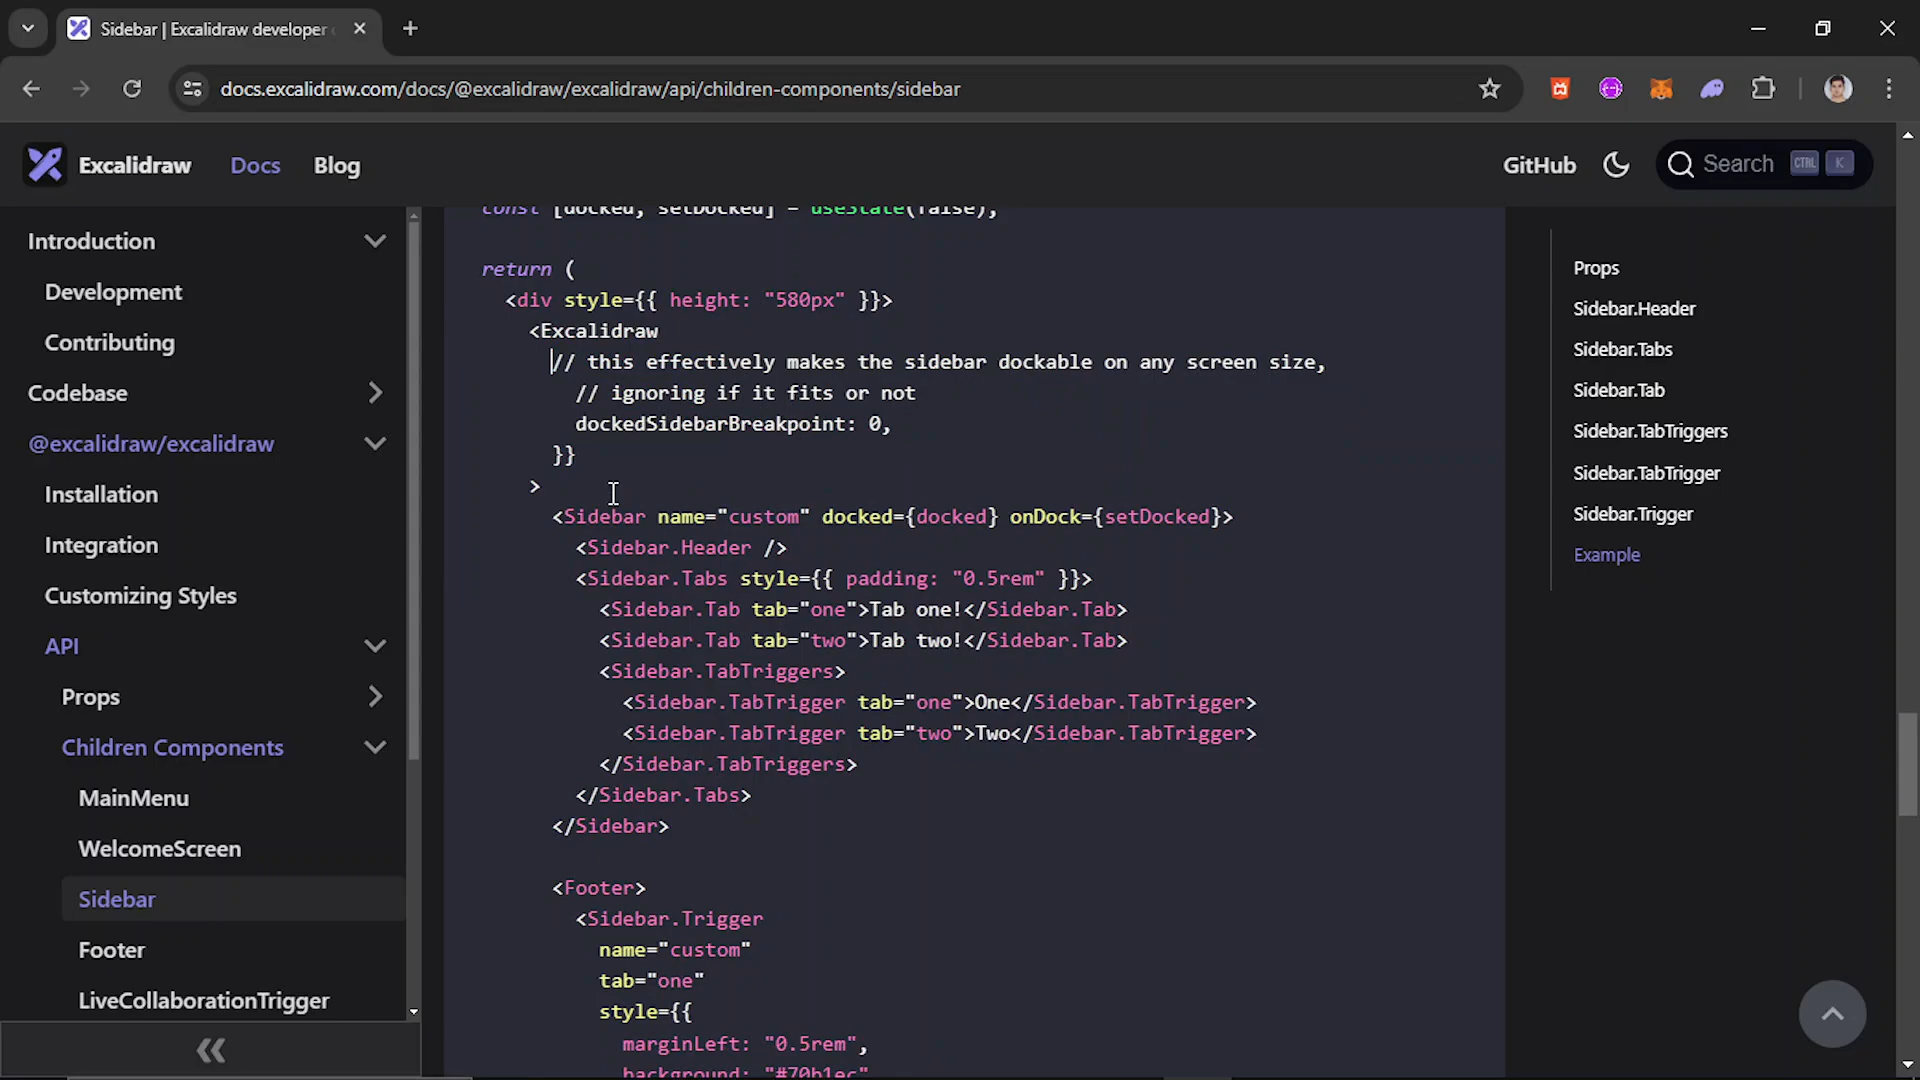 Sidebar | Excalidraw developer
docs.excalidraw.com/docs/@excalidraw/excalidraw/api/children-components/sidebar
Excalidraw
Docs
Blog
GitHub
Search
CTRL
K
Introduction
Development
Contributing
Codebase
@excalidraw/excalidraw
Installation
Integration
Customizing Styles
API
Props
Children Components
MainMenu
WelcomeScreen
Sidebar
Footer
LiveCollaborationTrigger
const [docked, setDocked] = useState(false);
return (
<div style={{ height: "580px" }}>
<Excalidraw
// this effectively makes the sidebar dockable on any screen size,
// ignoring if it fits or not
dockedSidebarBreakpoint: 0,
}}
>
<Sidebar name="custom" docked={docked} onDock={setDocked}>
<Sidebar.Header />
<Sidebar.Tabs style={{ padding: "0.5rem" }}>
<Sidebar.Tab tab="one">Tab one!</Sidebar.Tab>
<Sidebar.Tab tab="two">Tab two!</Sidebar.Tab>
<Sidebar.TabTriggers>
<Sidebar.TabTrigger tab="one">One</Sidebar.TabTrigger>
<Sidebar.TabTrigger tab="two">Two</Sidebar.TabTrigger>
</Sidebar.TabTriggers>
</Sidebar.Tabs>
</Sidebar>
<Footer>
<Sidebar.Trigger
name="custom"
tab="one"
style={{
marginLeft: "0.5rem",
background: "#70b1ec"
Props
Sidebar.Header
Sidebar.Tabs
Sidebar.Tab
Sidebar.TabTriggers
Sidebar.TabTrigger
Sidebar.Trigger
Example